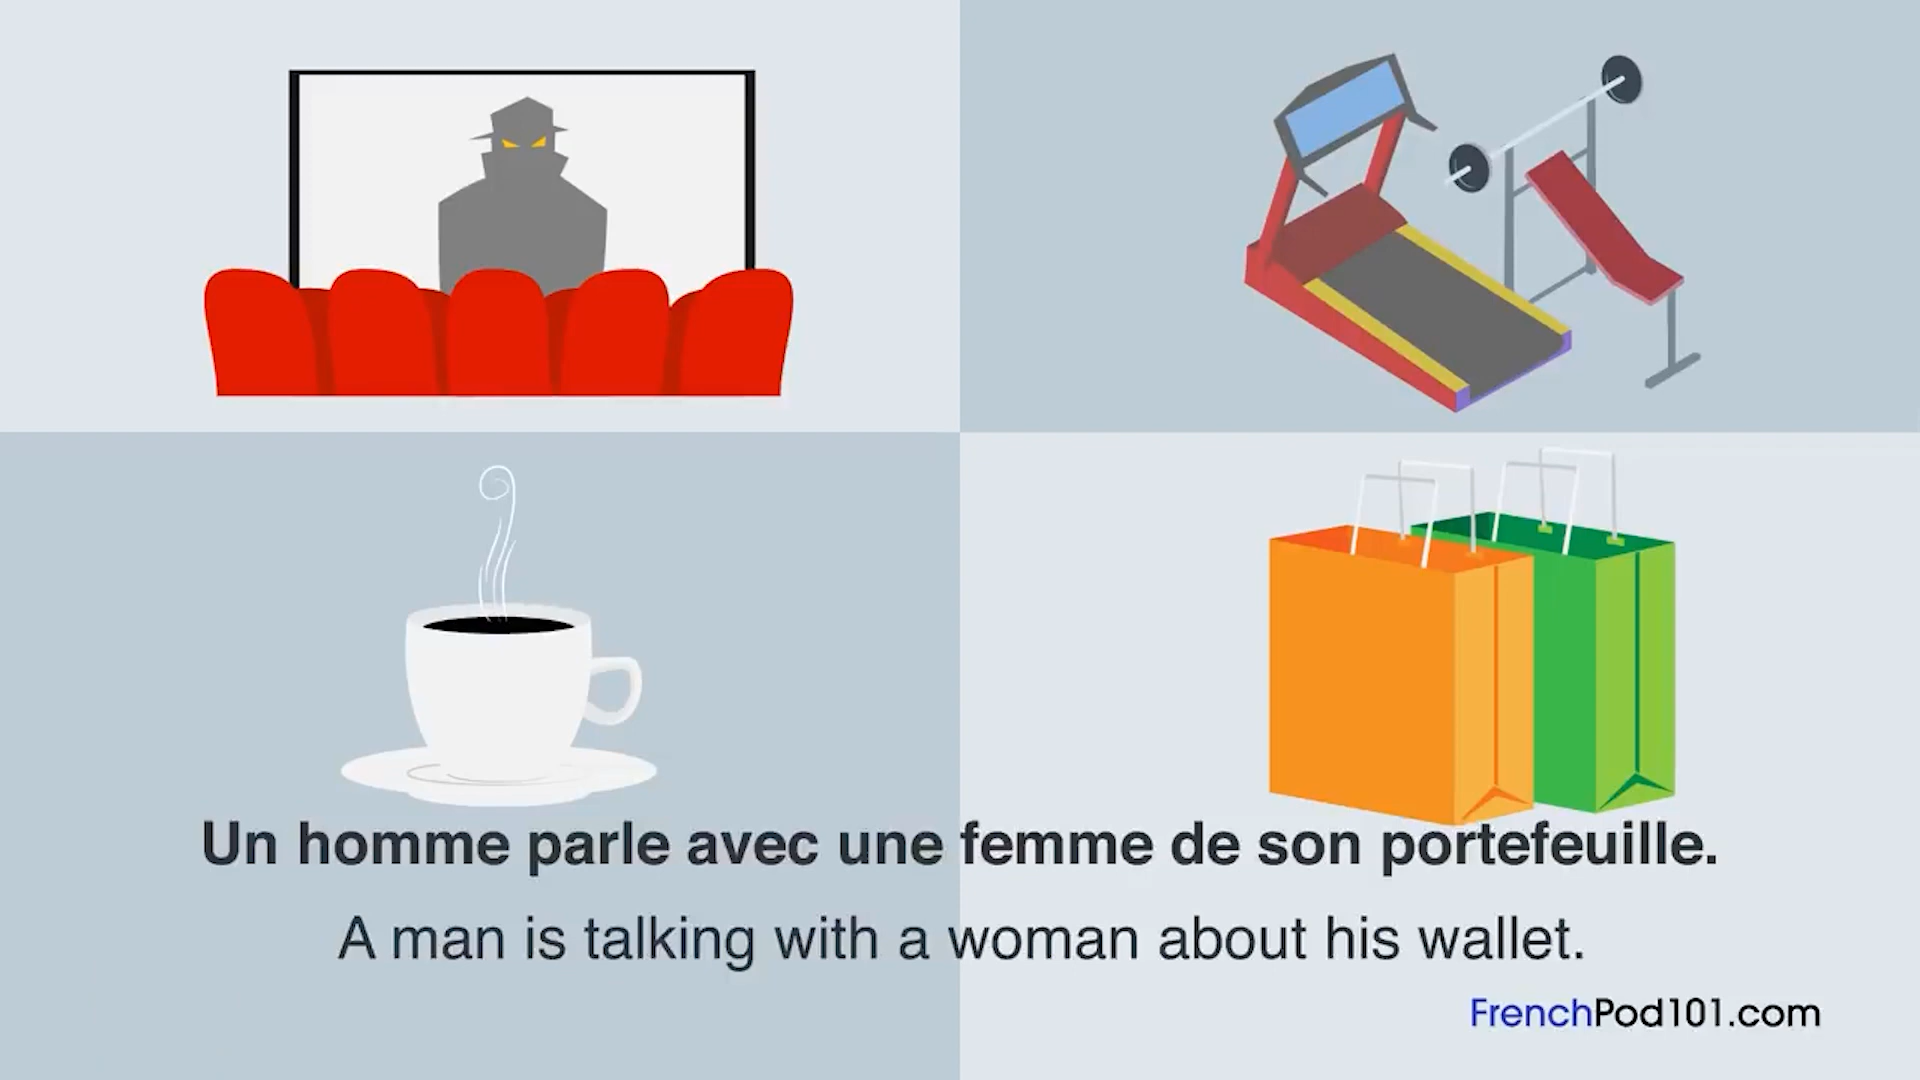 Un homme parle avec une femme de son portefeuille.
A man is talking with a woman about his wallet.
FrenchPod101.com